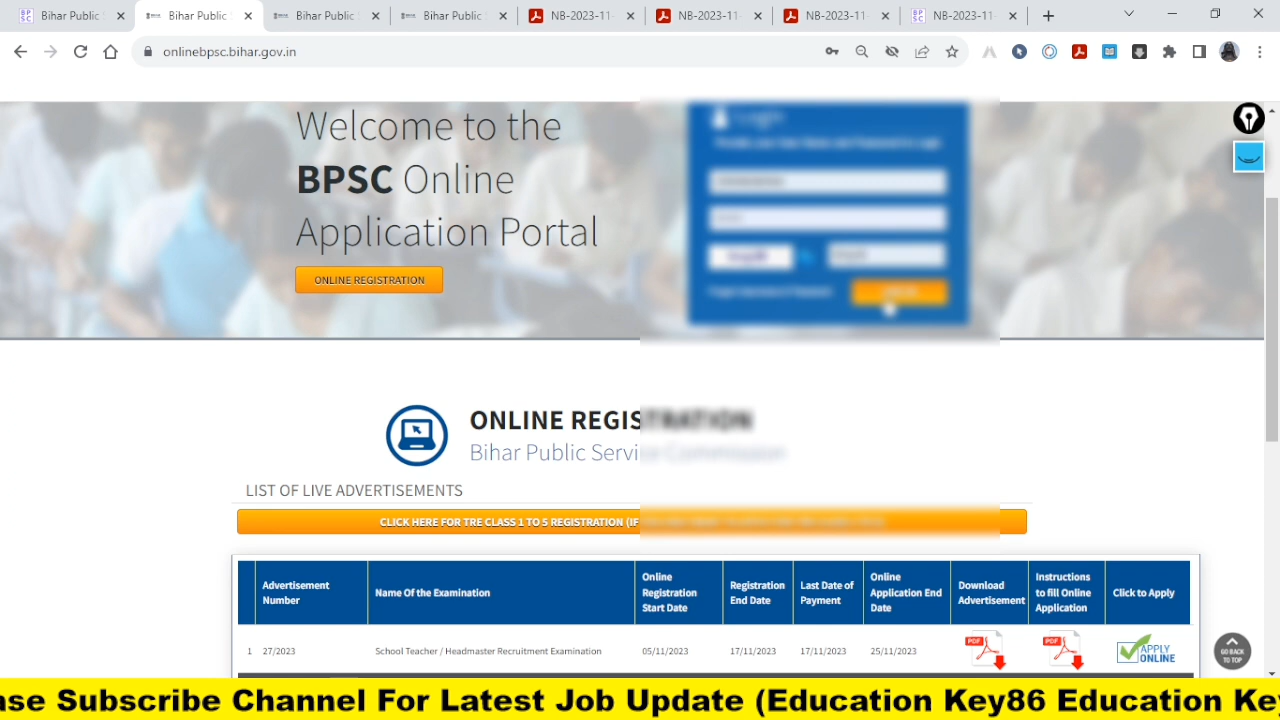 Bihar Public S
Bihar Public S
Bihar Public S
Bihar Public S
NB-2023-11-
NB-2023-11-
NB-2023-11-
NB-2023-11-
onlinebpsc.bihar.gov.in
Welcome to the
BPSC Online
Application Portal
ONLINE REGISTRATION
Login
ONLINE REGISTRATION
Bihar Public Service Commission
LIST OF LIVE ADVERTISEMENTS
CLICK HERE FOR TRE CLASS 1 TO 5 REGISTRATION (IF
Advertisement Number
Name Of the Examination
Online Registration Start Date
Registration End Date
Last Date of Payment
Online Application End Date
Download Advertisement
Instructions to fill Online Application
Click to Apply
1 27/2023 School Teacher / Headmaster Recruitment Examination 05/11/2023 17/11/2023 17/11/2023 25/11/2023 PDF PDF APPLY ONLINE
GO BACK
TO TOP
ase Subscribe Channel For Latest Job Update (Education Key86 Education Key